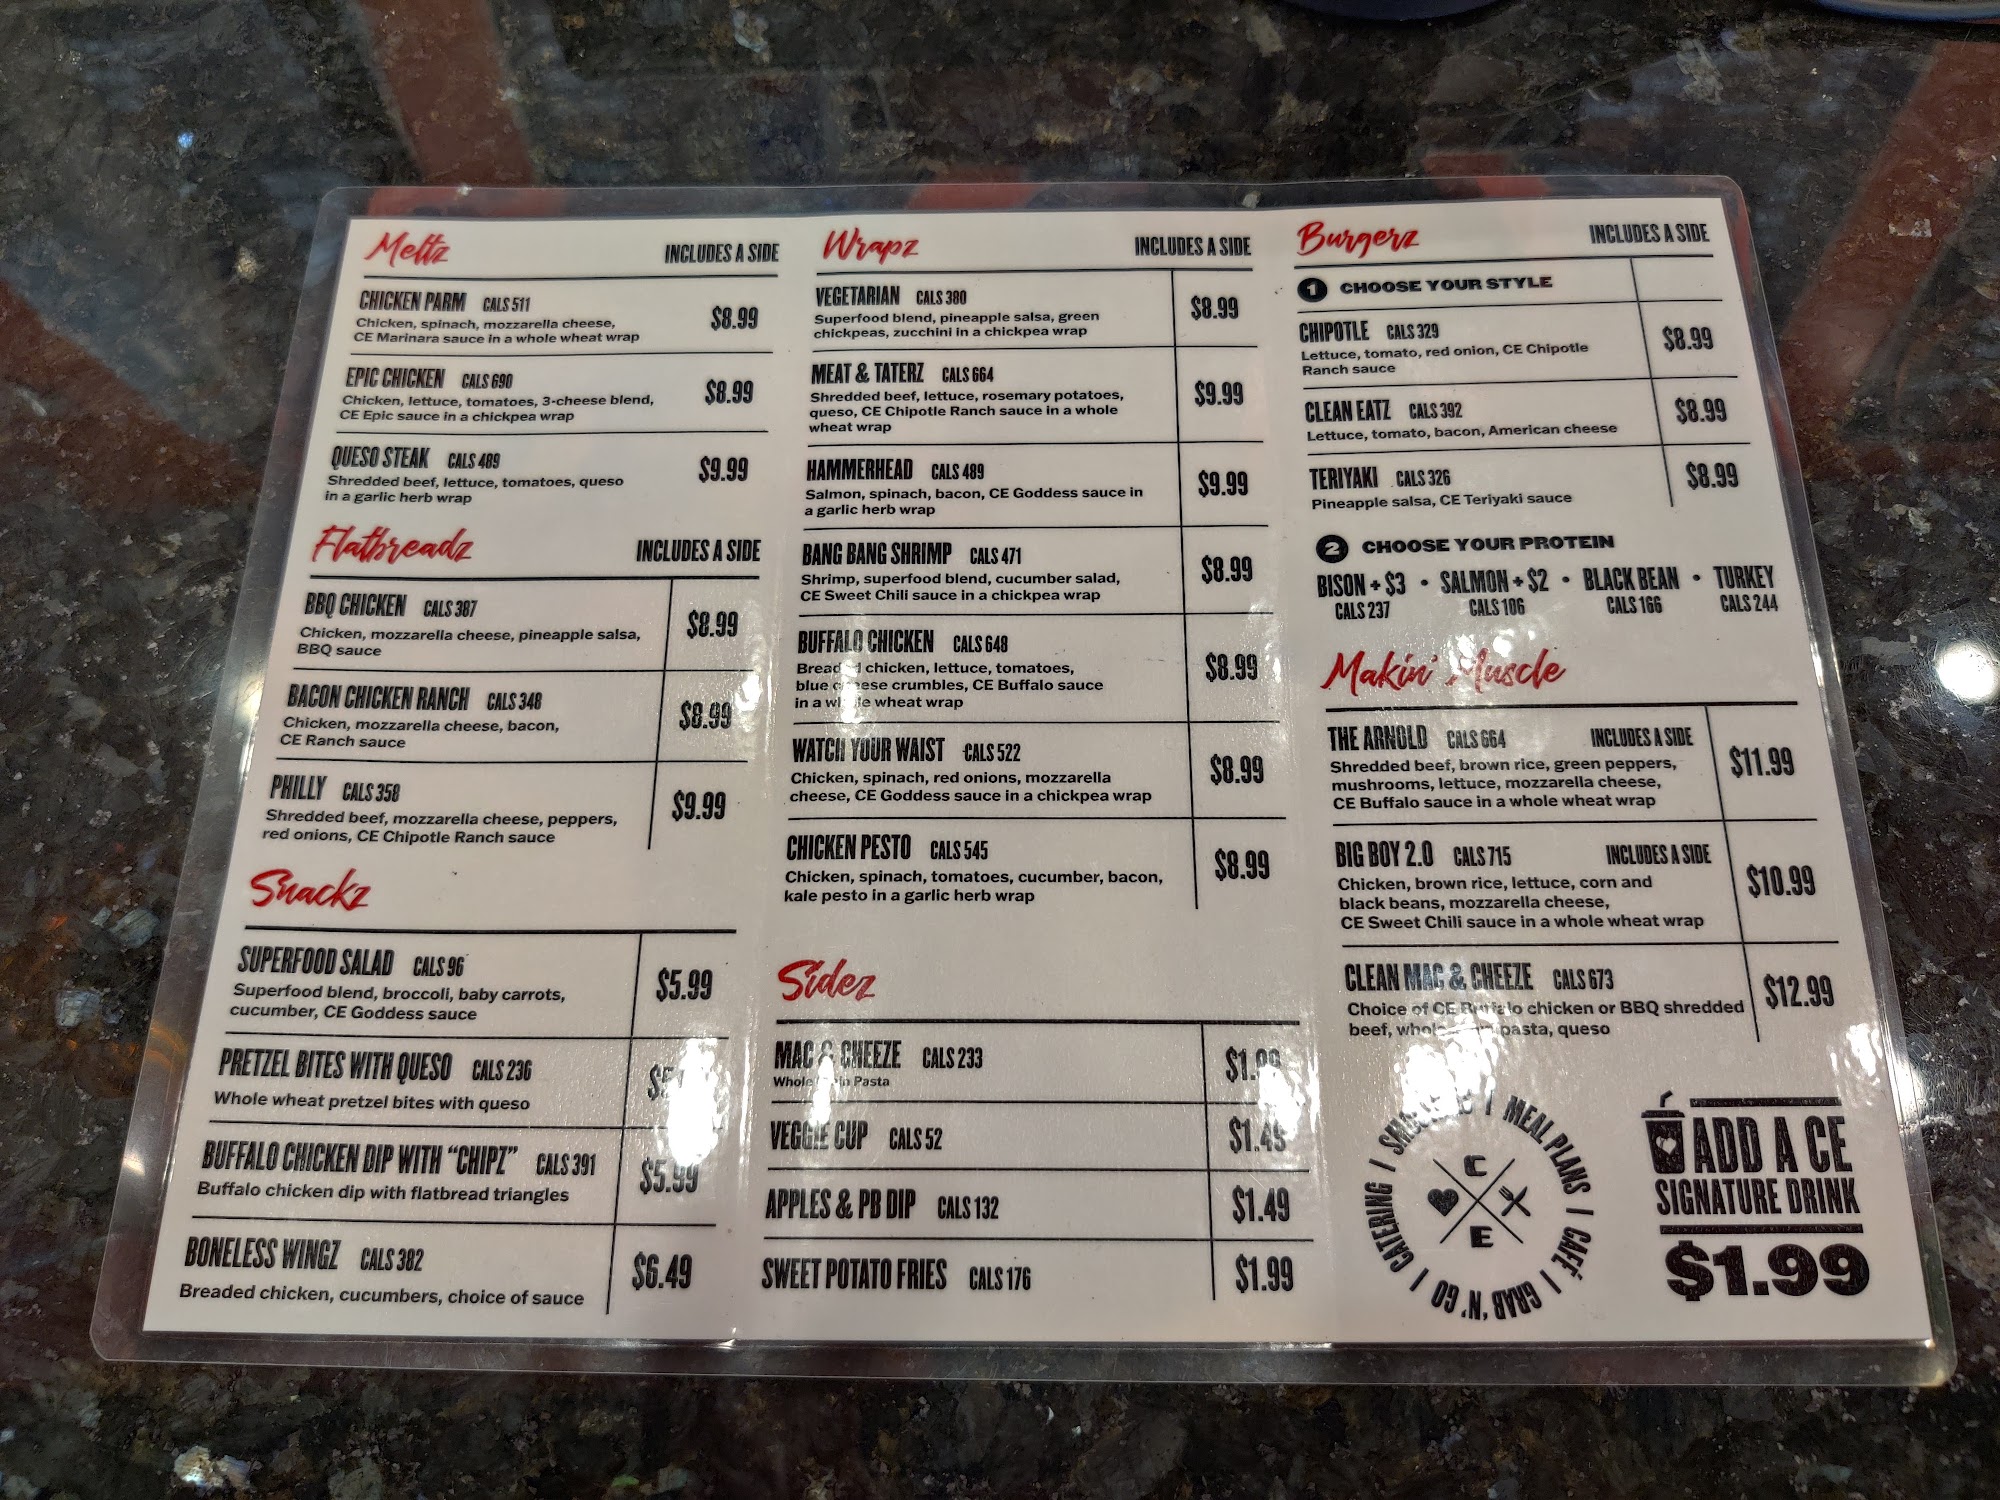 Meltz INCLUDES A SIDE
CHICKEN PARM CALS 511 $8.99
Chicken, spinach, mozzarella cheese,
CE Marinara sauce in a whole wheat wrap
EPIC CHICKEN CALS 690 $8.99
Chicken, lettuce, tomatoes, 3-cheese blend,
CE Epic sauce in a chickpea wrap
QUESO STEAK CALS 489 $9.99
Shredded beef, lettuce, tomatoes, queso
in a garlic herb wrap
Flatbreadz INCLUDES A SIDE
BBQ CHICKEN CALS 387 $8.99
Chicken, mozzarella cheese, pineapple salsa,
BBQ sauce
BACON CHICKEN RANCH CALS 348 $8.99
Chicken, mozzarella cheese, bacon,
CE Ranch sauce
PHILLY CALS 358 $9.99
Shredded beef, mozzarella cheese, peppers,
red onions, CE Chipotle Ranch sauce
Snackz
SUPERFOOD SALAD CALS 96 $5.99
Superfood blend, broccoli, baby carrots,
cucumber, CE Goddess sauce
PRETZEL BITES WITH QUESO CALS 236
Whole wheat pretzel bites with queso
BUFFALO CHICKEN DIP WITH "CHIPZ" CALS 391 $5.99
Buffalo chicken dip with flatbread triangles
BONELESS WINGZ CALS 382 $6.49
Breaded chicken, cucumbers, choice of sauce
Wrapz INCLUDES A SIDE
VEGETARIAN CALS 380 $8.99
Superfood blend, pineapple salsa, green
chickpeas, zucchini in a chickpea wrap
MEAT & TATERZ CALS 664 $9.99
Shredded beef, lettuce, rosemary potatoes,
queso, CE Chipotle Ranch sauce in a whole
wheat wrap
HAMMERHEAD CALS 489 $9.99
Salmon, spinach, bacon, CE Goddess sauce in
a garlic herb wrap
BANG BANG SHRIMP CALS 471 $8.99
Shrimp, superfood blend, cucumber salad,
CE Sweet Chili sauce in a chickpea wrap
BUFFALO CHICKEN CALS 648 $8.99
Breaded chicken, lettuce, tomatoes,
blue cheese crumbles, CE Buffalo sauce
in a whole wheat wrap
WATCH YOUR WAIST CALS 522 $8.99
Chicken, spinach, red onions, mozzarella
cheese, CE Goddess sauce in a chickpea wrap
CHICKEN PESTO CALS 545 $8.99
Chicken, spinach, tomatoes, cucumber, bacon,
kale pesto in a garlic herb wrap
Sidez
MAC & CHEEZE CALS 233 $1.99
Whole Pasta
VEGGIE CUP CALS 52 $1.49
APPLES & PB DIP CALS 132 $1.49
SWEET POTATO FRIES CALS 176 $1.99
Burgerz INCLUDES A SIDE
1 CHOOSE YOUR STYLE
CHIPOTLE CALS 329 $8.99
Lettuce, tomato, red onion, CE Chipotle
Ranch sauce
CLEAN EATZ CALS 392 $8.99
Lettuce, tomato, bacon, American cheese
TERIYAKI CALS 326 $8.99
Pineapple salsa, CE Teriyaki sauce
2 CHOOSE YOUR PROTEIN
BISON + $3 • SALMON + $2 • BLACK BEAN • TURKEY
CALS 237 CALS 186 CALS 166 CALS 244
Makin' Muscle
THE ARNOLD CALS 664 INCLUDES A SIDE $11.99
Shredded beef, brown rice, green peppers,
mushrooms, lettuce, mozzarella cheese,
CE Buffalo sauce in a whole wheat wrap
BIG BOY 2.0 CALS 715 INCLUDES A SIDE $10.99
Chicken, brown rice, lettuce, corn and
black beans, mozzarella cheese,
CE Sweet Chili sauce in a whole wheat wrap
CLEAN MAC & CHEEZE CALS 673 $12.99
Choice of CE Buffalo chicken or BBQ shredded
beef, pasta, queso
| MEAL PLANS | CAFÉ | GRAB 'N' GO | CATERING |
C E
ADD A CE
SIGNATURE DRINK
$1.99